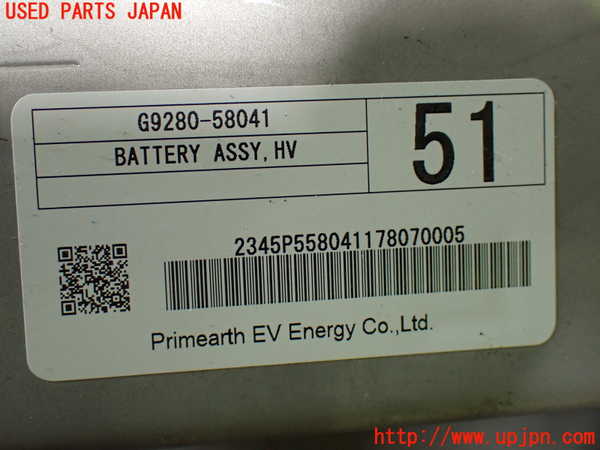 USED PARTS JAPAN
G9280-58041
BATTERY ASSY,HV
51
2345P558041178070005
Primearth EV Energy Co.,Ltd.
http://www.upjpn.com/